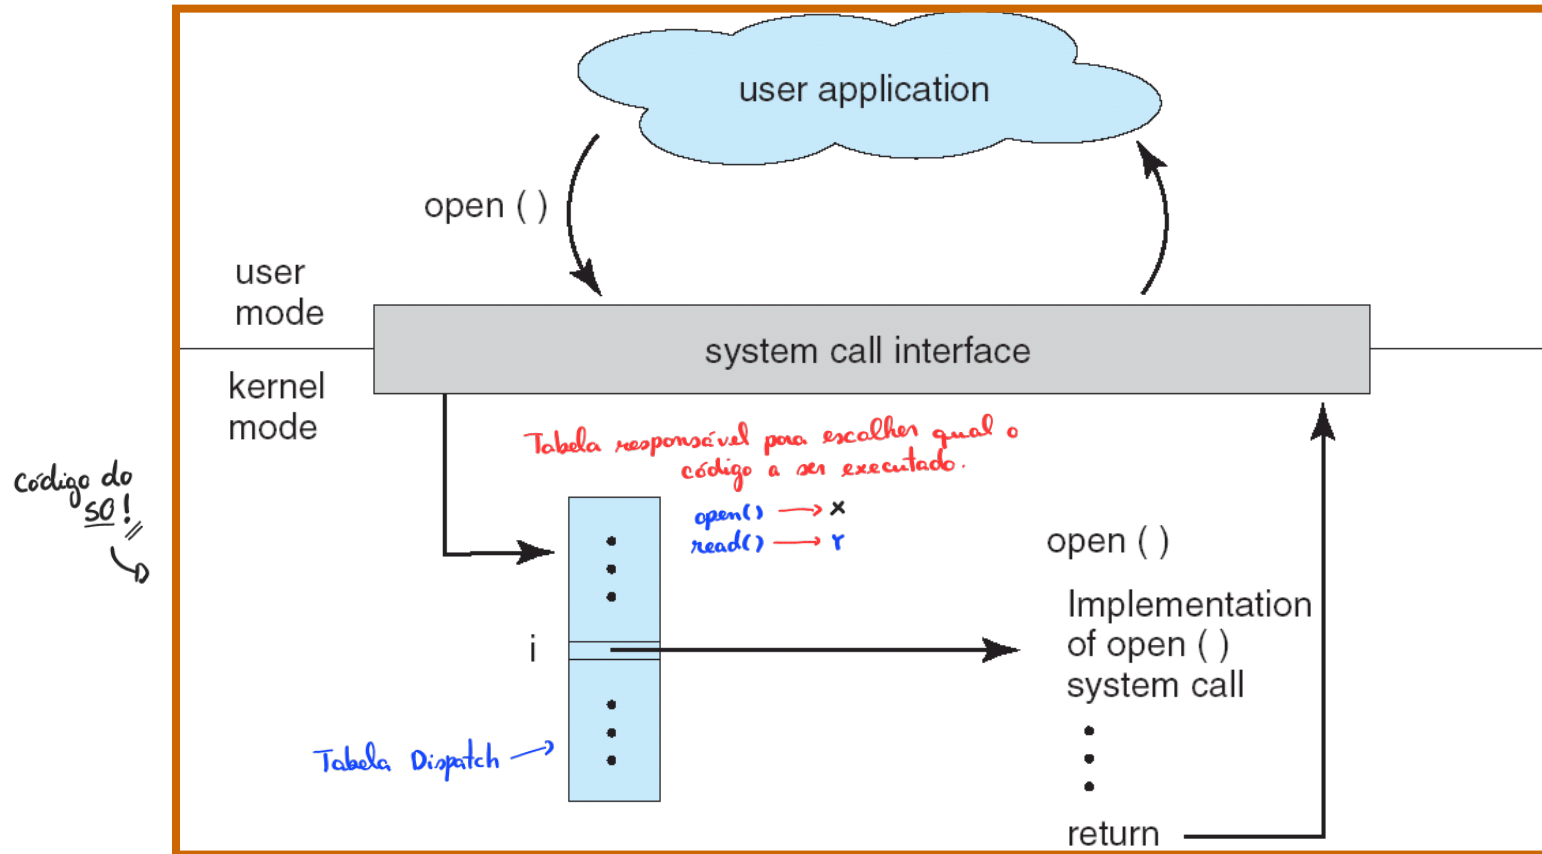 user application
open ( )
user
mode
system call interface
kernel
mode
Tabela responsável para escalher qual o
código a ser executado.
código do
SO!
open() → X
read() → Y
open ( )
Implementation
of open ( )
system call
i
Tabela Dispatch →
return